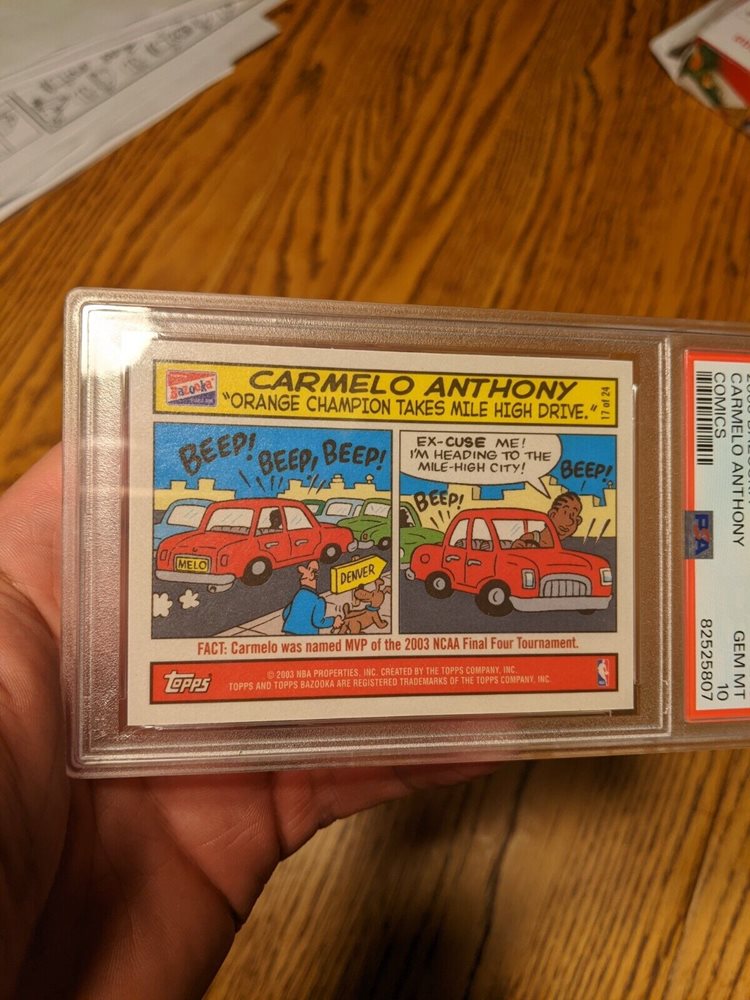 Bazooka
CARMELO ANTHONY
"ORANGE CHAMPION TAKES MILE HIGH DRIVE."
17 of 24
BEEP!
BEEP, BEEP!
MELO
DENVER
EX-CUSE ME!
I'M HEADING TO THE
MILE-HIGH CITY!
BEEP!
BEEP!
FACT: Carmelo was named MVP of the 2003 NCAA Final Four Tournament.
Topps
© 2003 NBA PROPERTIES, INC. CREATED BY THE TOPPS COMPANY, INC.
TOPPS AND TOPPS BAZOOKA ARE REGISTERED TRADEMARKS OF THE TOPPS COMPANY, INC.
CARMELO ANTHONY
COMICS
GEM MT
10
PSA
82525807